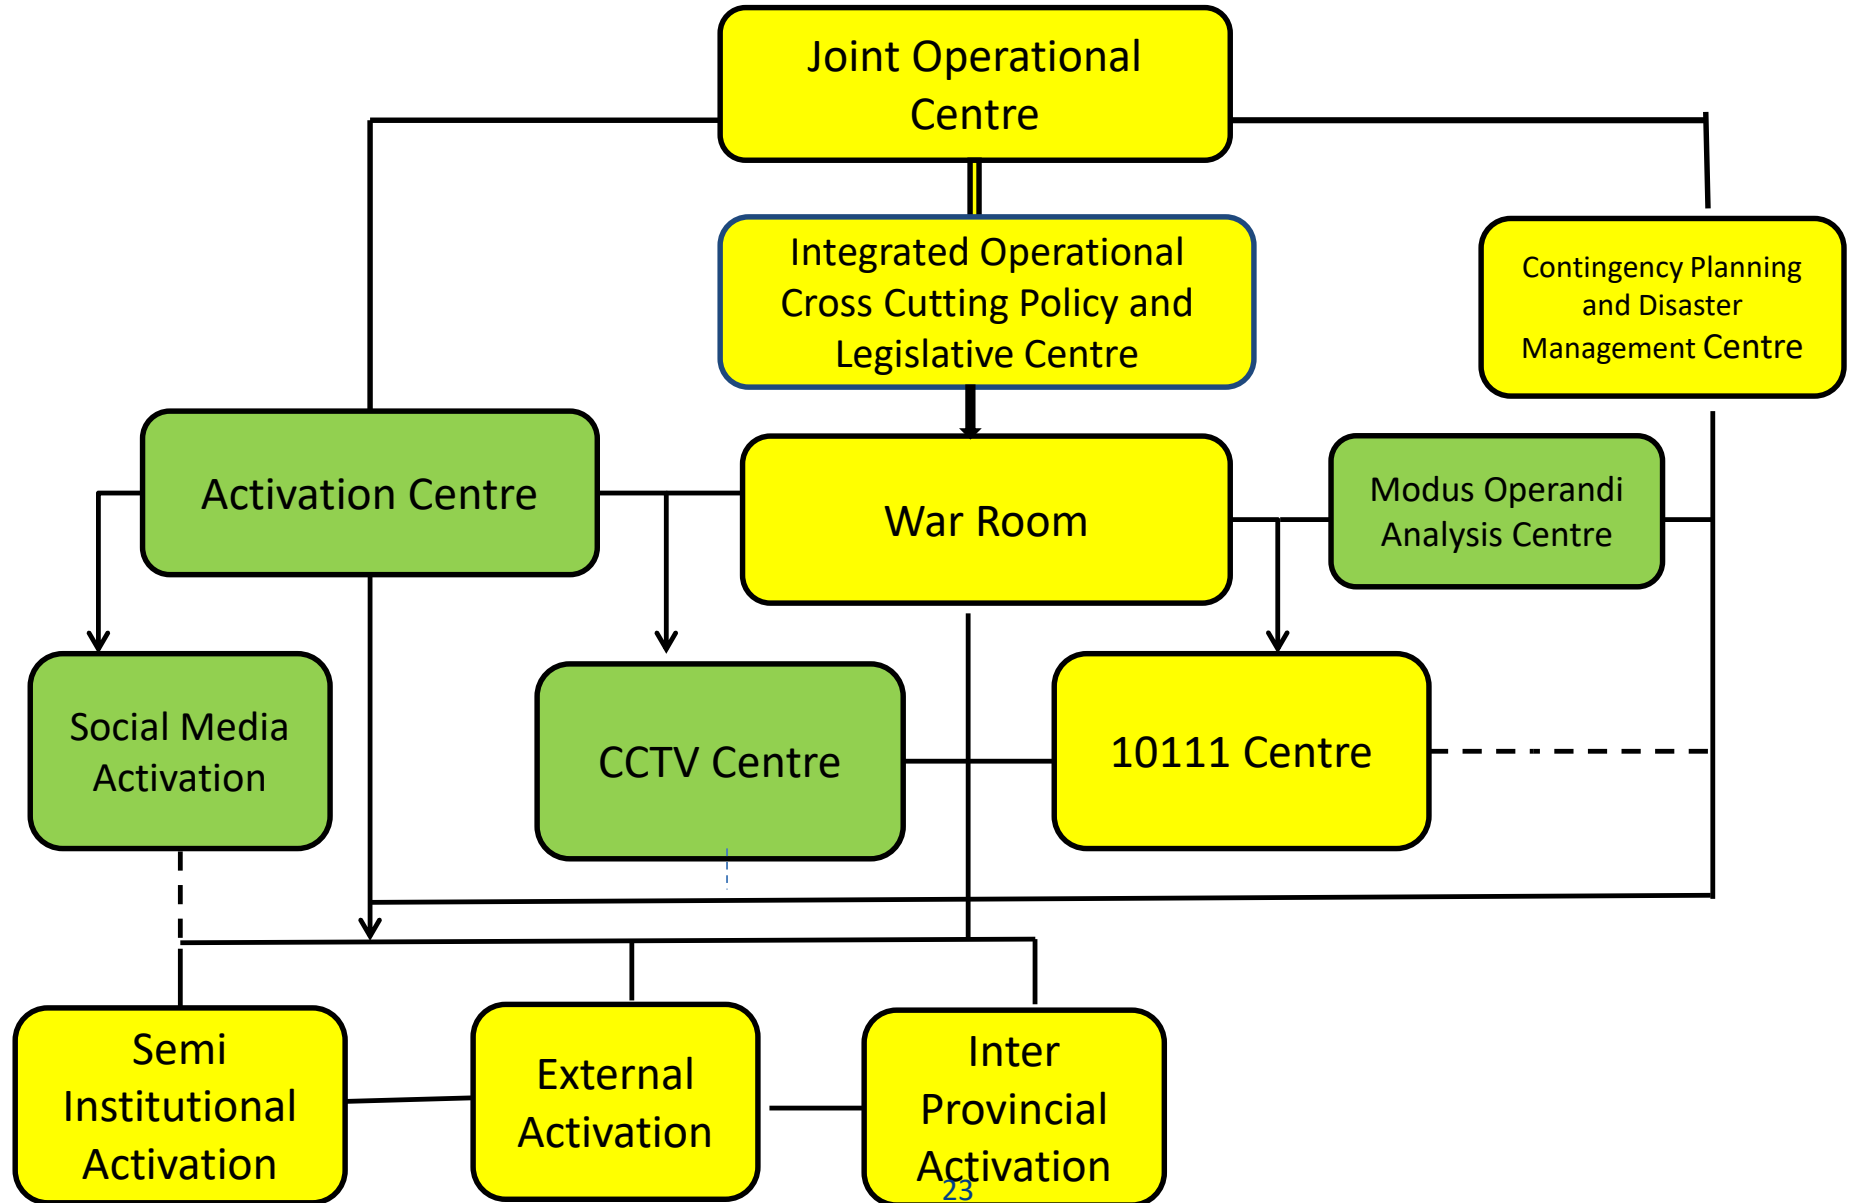 Joint Operational
Centre
Integrated Operational
Cross Cutting Policy and
Legislative Centre
Contingency Planning
and Disaster
Management Centre
Activation Centre
War Room
Modus Operandi
Analysis Centre
Social Media
Activation
CCTV Centre
10111 Centre
Semi
Institutional
Activation
External
Activation
Inter
Provincial
Activation
23